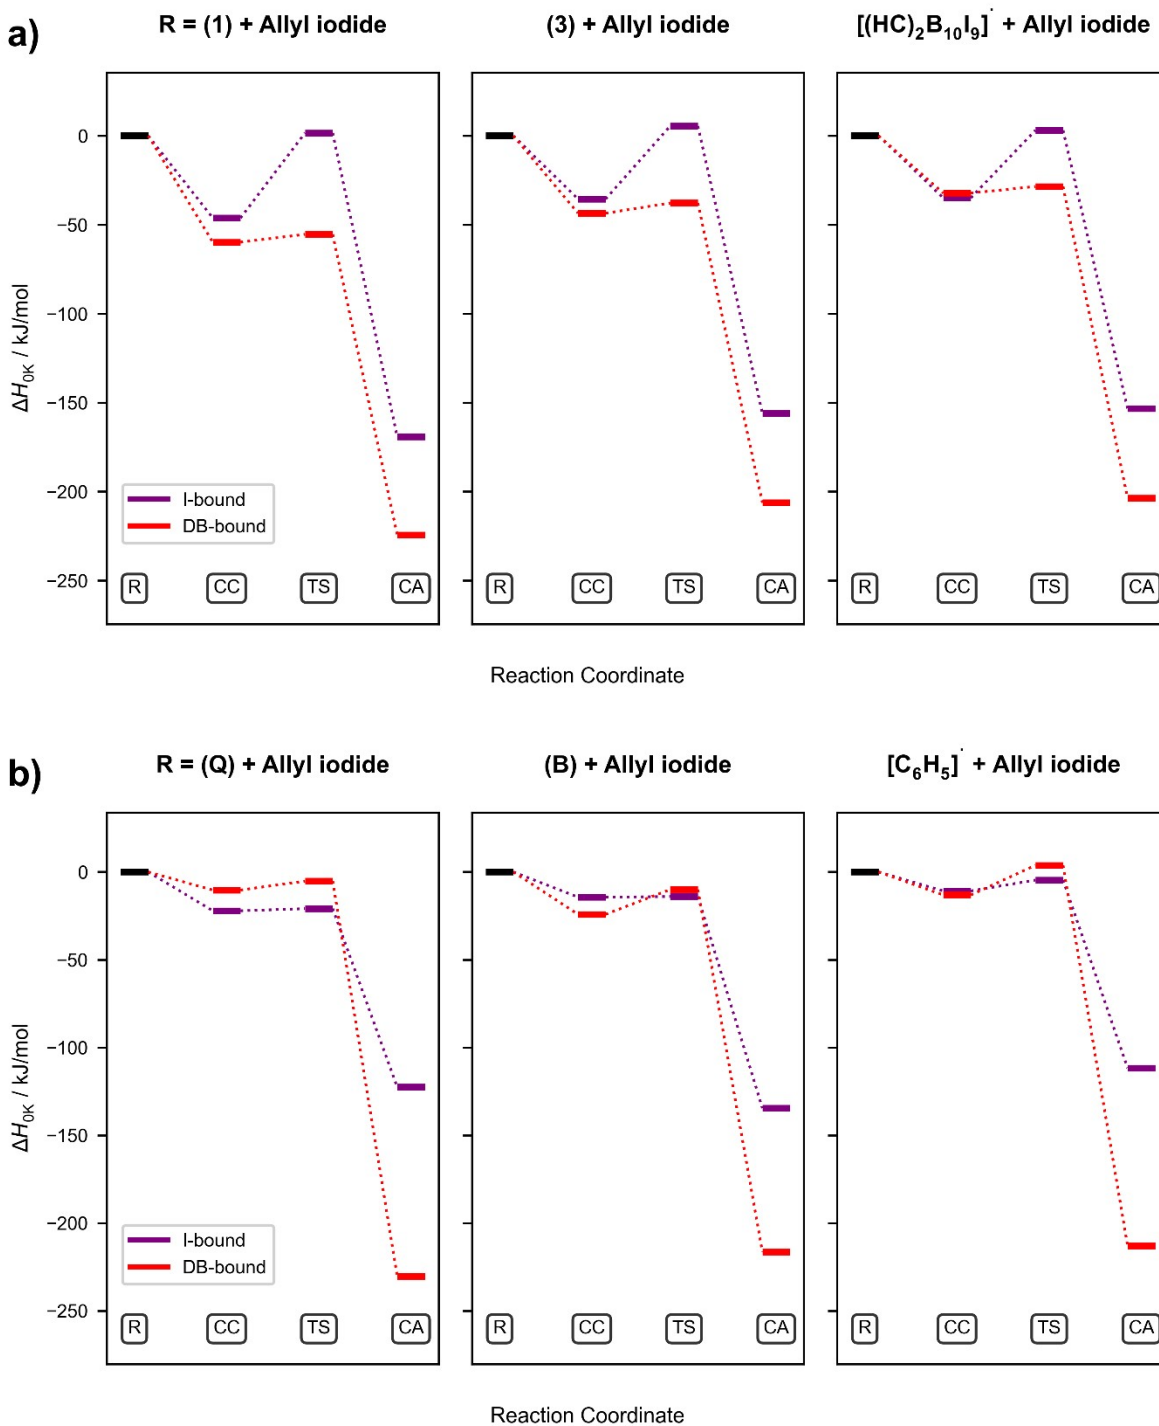 a)
R = (1) + Allyl iodide
(3) + Allyl iodide
[(HC)₂B₁₀I₉]˙ + Allyl iodide
ΔH₀ₖ / kJ/mol
0
−50
−100
−150
−200
−250
I-bound
DB-bound
R CC TS CA
R CC TS CA
R CC TS CA
Reaction Coordinate
b)
R = (Q) + Allyl iodide
(B) + Allyl iodide
[C₆H₅]˙ + Allyl iodide
ΔH₀ₖ / kJ/mol
0
−50
−100
−150
−200
−250
I-bound
DB-bound
R CC TS CA
R CC TS CA
R CC TS CA
Reaction Coordinate